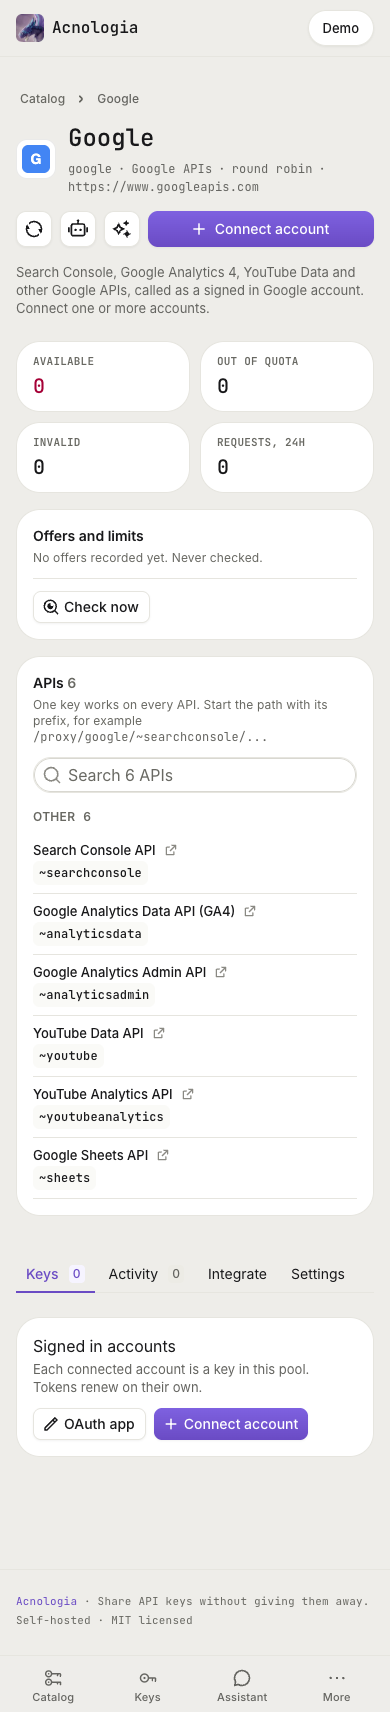 Acnologia
Demo
Catalog > Google
G
Google
google · Google APIs · round robin ·
https://www.googleapis.com
Connect account
Search Console, Google Analytics 4, YouTube Data and
other Google APIs, called as a signed in Google account.
Connect one or more accounts.
AVAILABLE
0
OUT OF QUOTA
0
INVALID
0
REQUESTS, 24H
0
Offers and limits
No offers recorded yet. Never checked.
Check now
APIs 6
One key works on every API. Start the path with its
prefix, for example
/proxy/google/~searchconsole/...
Search 6 APIs
OTHER 6
Search Console API
~searchconsole
Google Analytics Data API (GA4)
~analyticsdata
Google Analytics Admin API
~analyticsadmin
YouTube Data API
~youtube
YouTube Analytics API
~youtubeanalytics
Google Sheets API
~sheets
Keys 0 Activity 0 Integrate Settings
Signed in accounts
Each connected account is a key in this pool.
Tokens renew on their own.
OAuth app
Connect account
Acnologia · Share API keys without giving them away.
Self-hosted · MIT licensed
Catalog Keys Assistant More